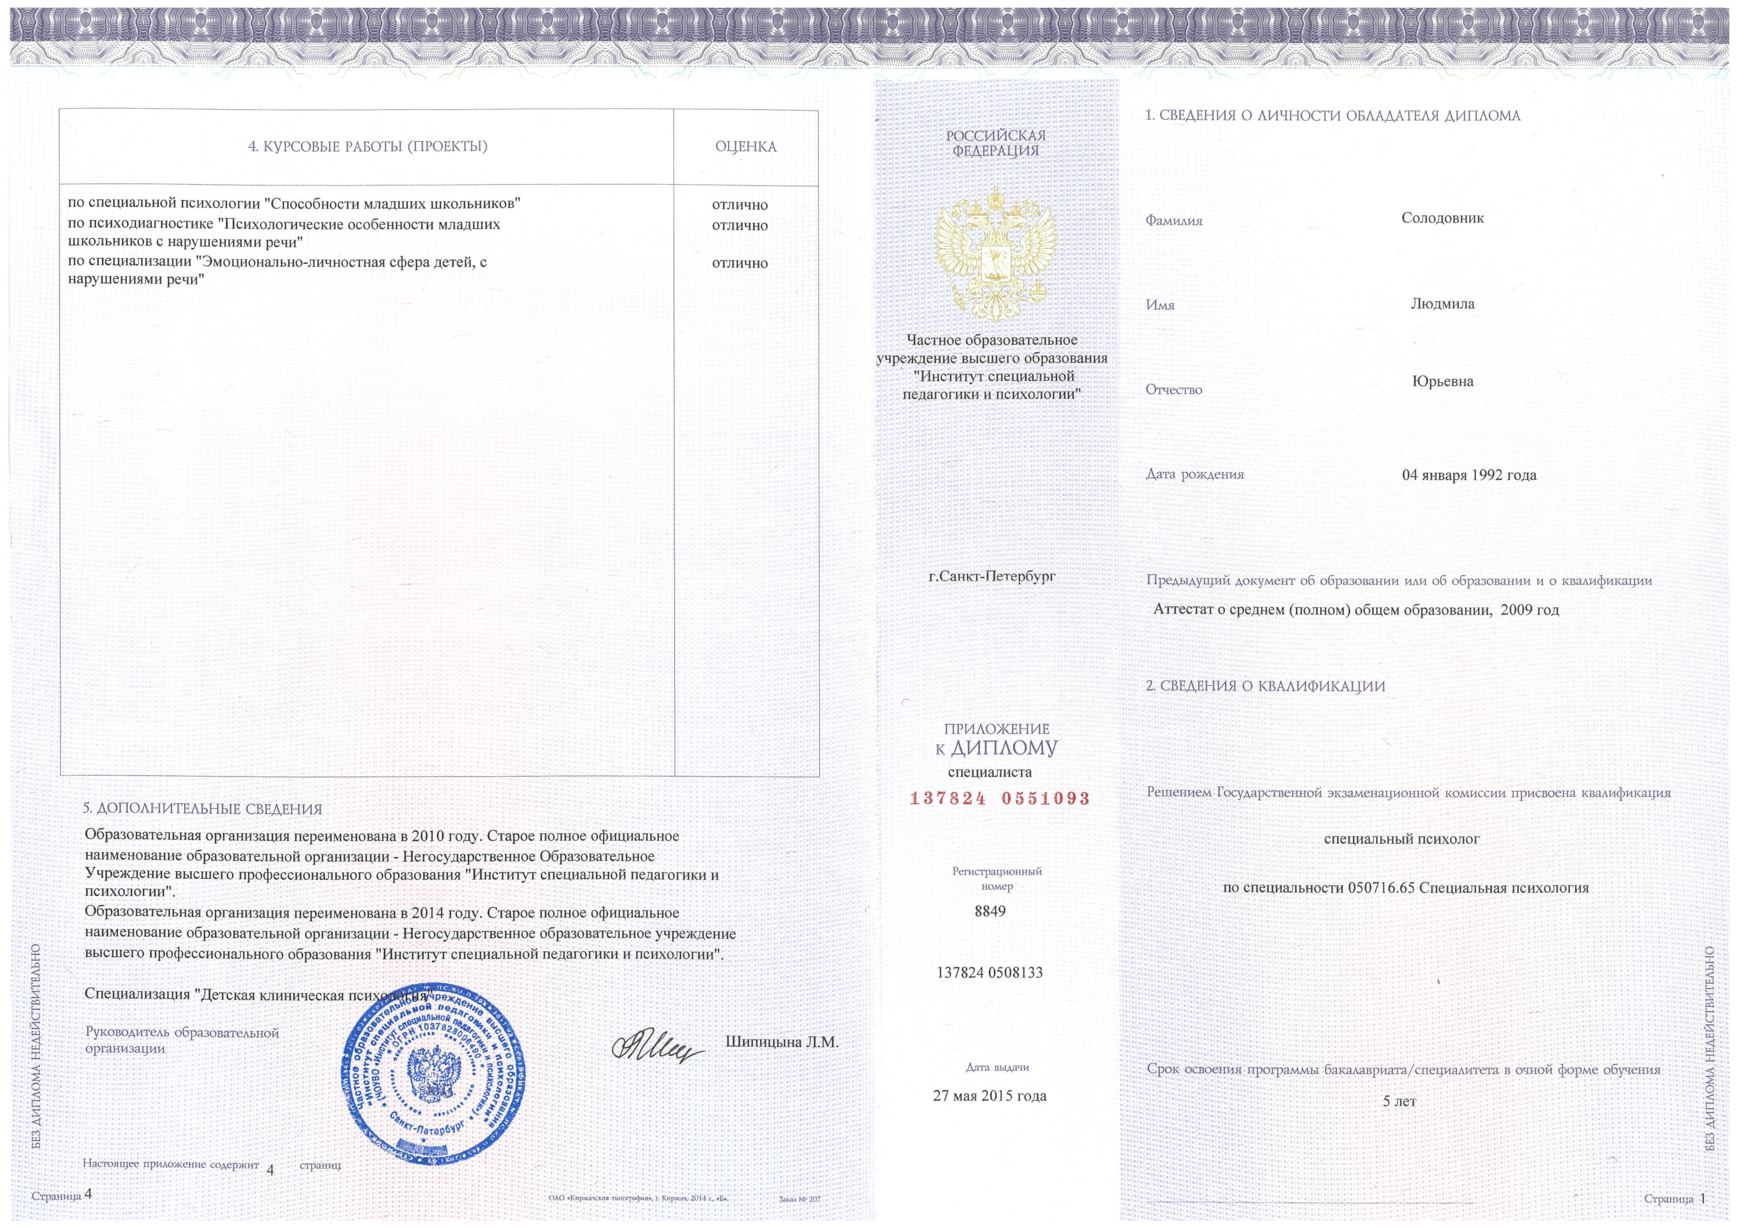 4. КУРСОВЫЕ РАБОТЫ (ПРОЕКТЫ)
ОЦЕНКА
по специальной психологии "Способности младших школьников"
отлично
по психодиагностике "Психологические особенности младших
отлично
школьников с нарушениями речи"
по специализации "Эмоционально-личностная сфера детей, с
отлично
нарушениями речи"
5. ДОПОЛНИТЕЛЬНЫЕ СВЕДЕНИЯ
Образовательная организация переименована в 2010 году. Старое полное официальное
наименование образовательной организации - Негосударственное Образовательное
Учреждение высшего профессионального образования "Институт специальной педагогики и
психологии".
Образовательная организация переименована в 2014 году. Старое полное официальное
наименование образовательной организации - Негосударственное образовательное учреждение
высшего профессионального образования "Институт специальной педагогики и психологии".
Специализация "Детская клиническая психология"
Руководитель образовательной
организации
Шипицына Л.М.
Частное образовательное учреждение высшего образования
"Институт специальной педагогики и психологии"
(ЧОУВО «Институт специальной педагогики и психологии»)
* ОГРН 1037828006480 *
* Санкт-Петербург *
БЕЗ ДИПЛОМА НЕДЕЙСТВИТЕЛЬНО
Настоящее приложение содержит 4 страниц
Страница 4
ОАО «Киржачская типография», г. Киржач, 2014 г., «Б».
Заказ № 207
РОССИЙСКАЯ
ФЕДЕРАЦИЯ
Частное образовательное
учреждение высшего образования
"Институт специальной
педагогики и психологии"
г.Санкт-Петербург
ПРИЛОЖЕНИЕ
к ДИПЛОМУ
специалиста
137824 0551093
Регистрационный
номер
8849
137824 0508133
Дата выдачи
27 мая 2015 года
1. СВЕДЕНИЯ О ЛИЧНОСТИ ОБЛАДАТЕЛЯ ДИПЛОМА
Фамилия
Солодовник
Имя
Людмила
Отчество
Юрьевна
Дата рождения
04 января 1992 года
Предыдущий документ об образовании или об образовании и о квалификации
Аттестат о среднем (полном) общем образовании, 2009 год
2. СВЕДЕНИЯ О КВАЛИФИКАЦИИ
Решением Государственной экзаменационной комиссии присвоена квалификация
специальный психолог
по специальности 050716.65 Специальная психология
Срок освоения программы бакалавриата/специалитета в очной форме обучения
5 лет
БЕЗ ДИПЛОМА НЕДЕЙСТВИТЕЛЬНО
Страница 1